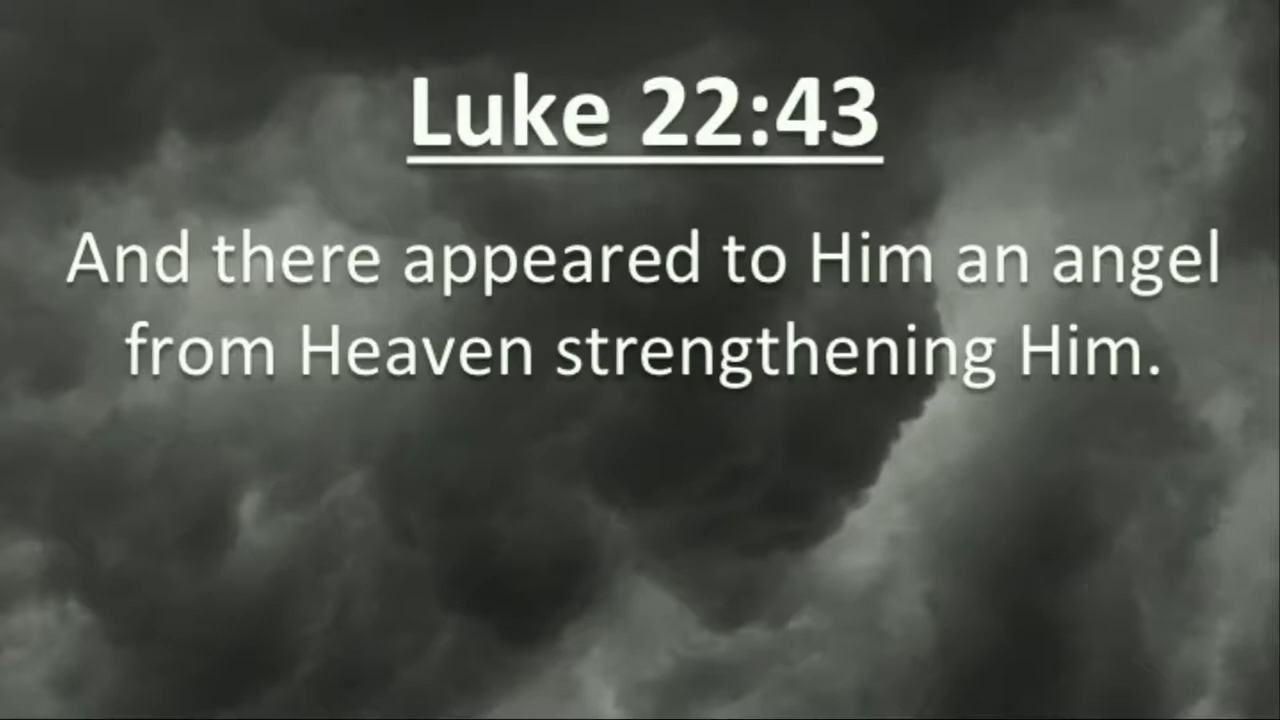 Luke 22:43
And there appeared to Him an angel
from Heaven strengthening Him.